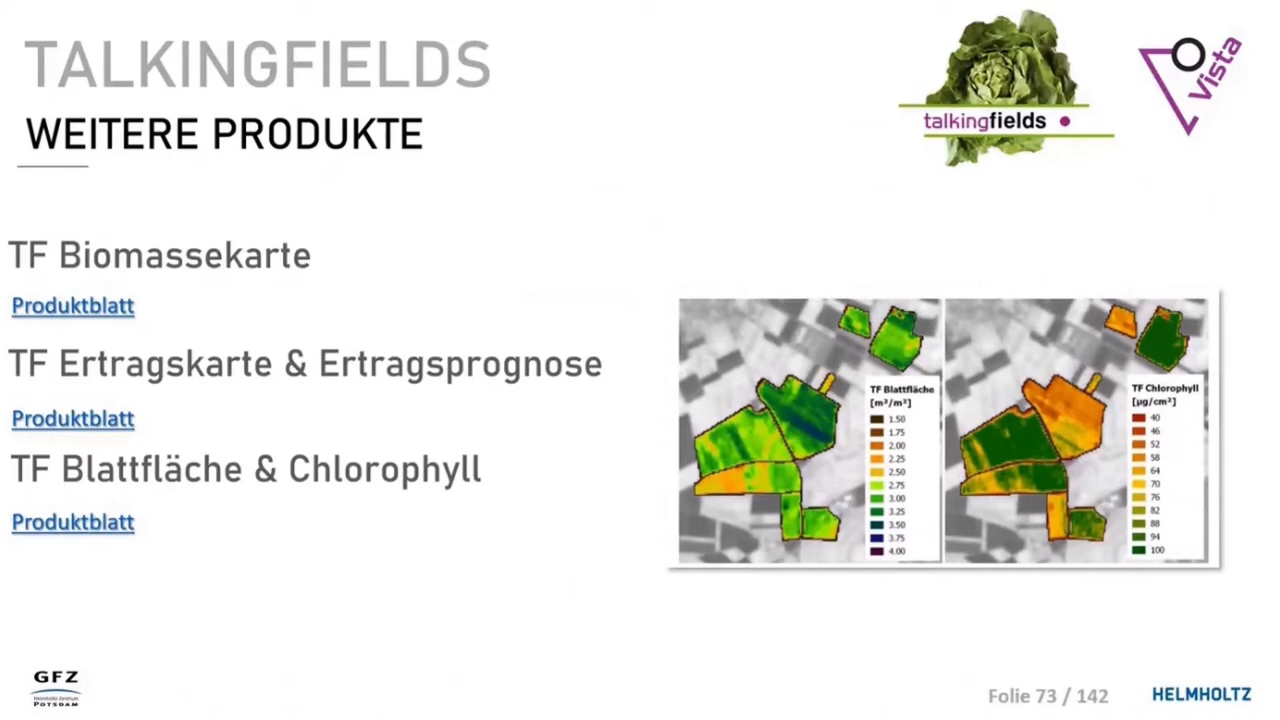 TALKINGFIELDS
WEITERE PRODUKTE
talkingfields
Vista
TF Biomassekarte
Produktblatt
TF Ertragskarte & Ertragsprognose
Produktblatt
TF Blattfläche & Chlorophyll
Produktblatt
TF Blattfläche
[m²/m²]
1.50
1.75
2.00
2.25
2.50
2.75
3.00
3.25
3.50
3.75
4.00
TF Chlorophyll
[µg/cm²]
40
46
52
58
64
70
76
82
88
94
100
GFZ
Helmholtz-Zentrum
POTSDAM
Folie 73 / 142
HELMHOLTZ